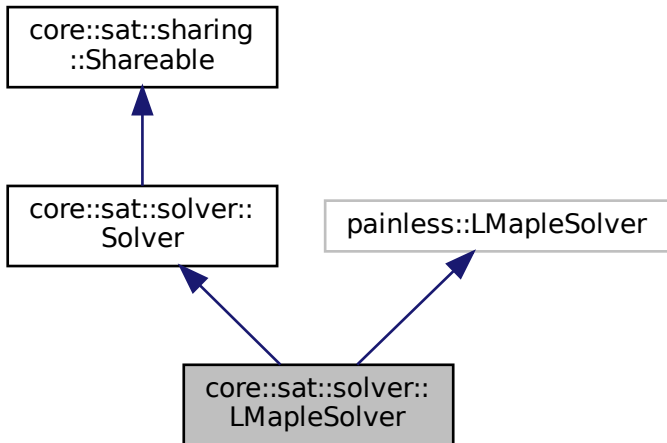 core::sat::sharing
::Shareable
core::sat::solver::
Solver
painless::LMapleSolver
core::sat::solver::
LMapleSolver